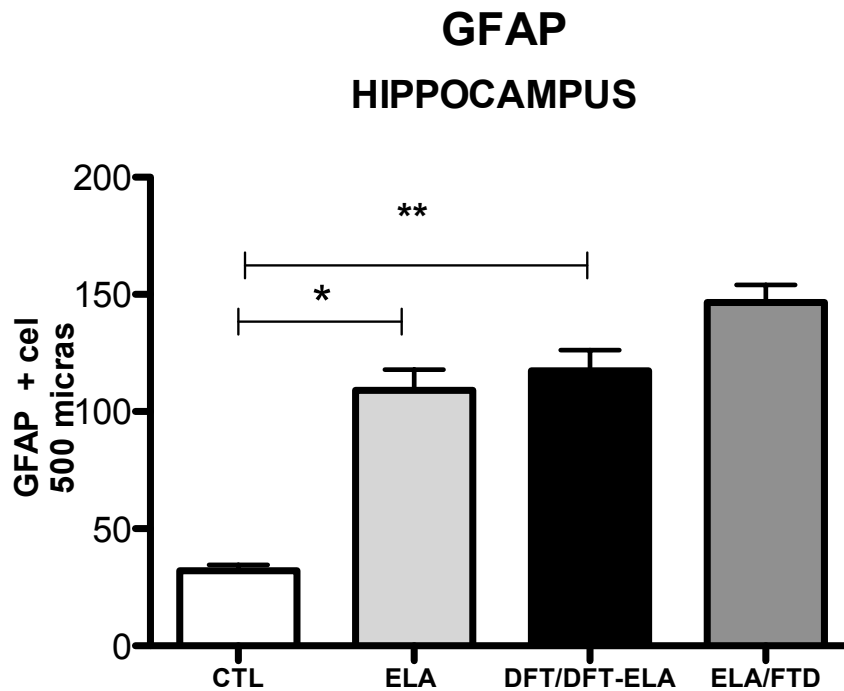 GFAP
HIPPOCAMPUS
200
150
100
50
0
GFAP + cel
500 micras
**
*
CTL
ELA
DFT/DFT-ELA
ELA/FTD